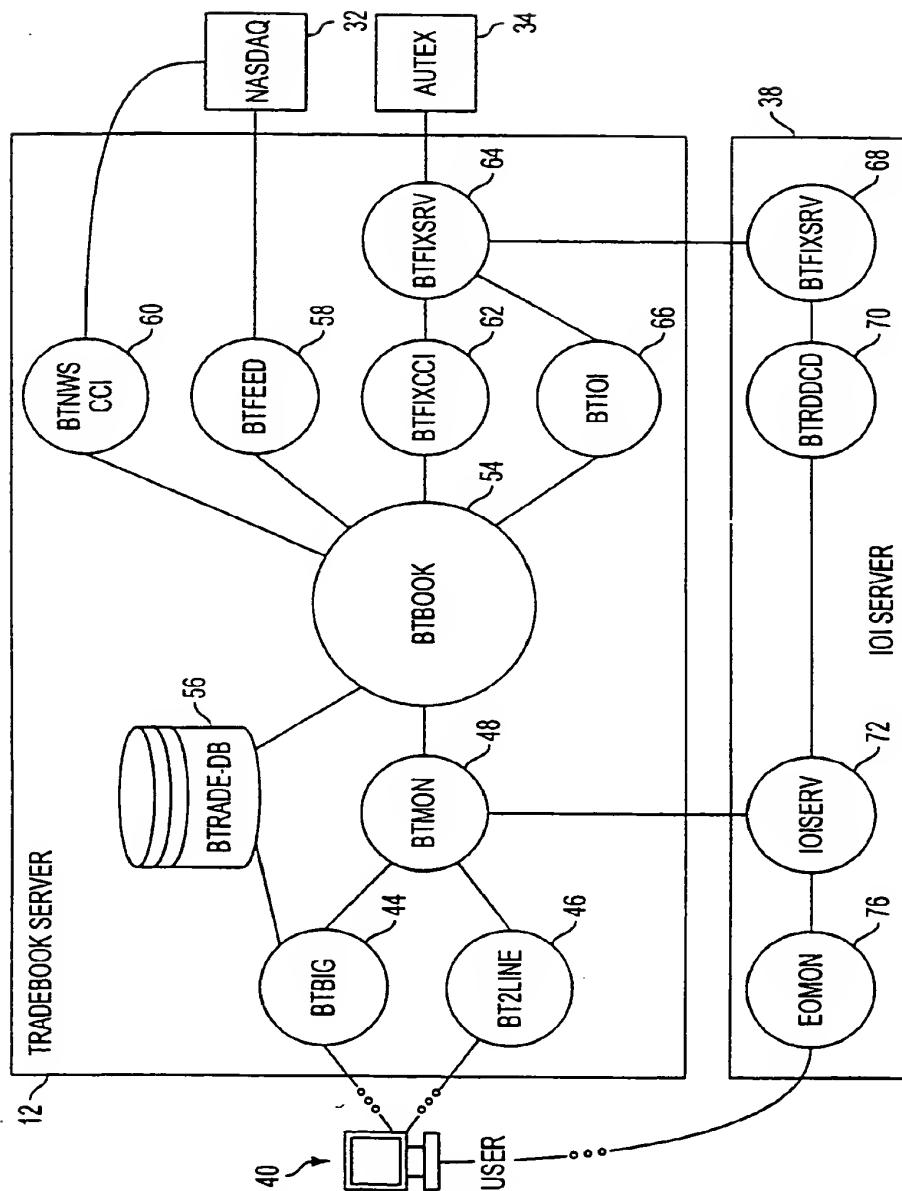 12
TRADEBOOK SERVER
40
USER
BTBIG
44
BT2LINE
46
BTRADE-DB
56
BTMON
48
BTBOOK
54
BTNWS
CCI
60
BTFEED
58
BTFIXCCI
62
BTIOI
66
BTFIXSRV
64
NASDAQ
32
AUTEX
34
38
EOMON
76
IOISERV
72
IOI SERVER
BTRDDCD
70
BTFIXSRV
68